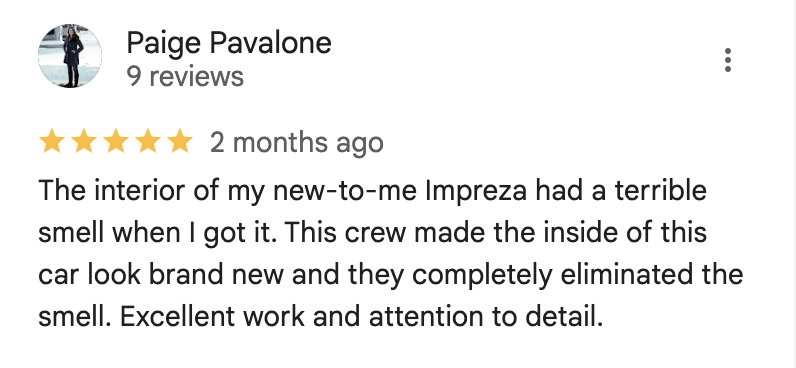 Paige Pavalone
9 reviews
2 months ago
The interior of my new-to-me Impreza had a terrible
smell when I got it. This crew made the inside of this
car look brand new and they completely eliminated the
smell. Excellent work and attention to detail.